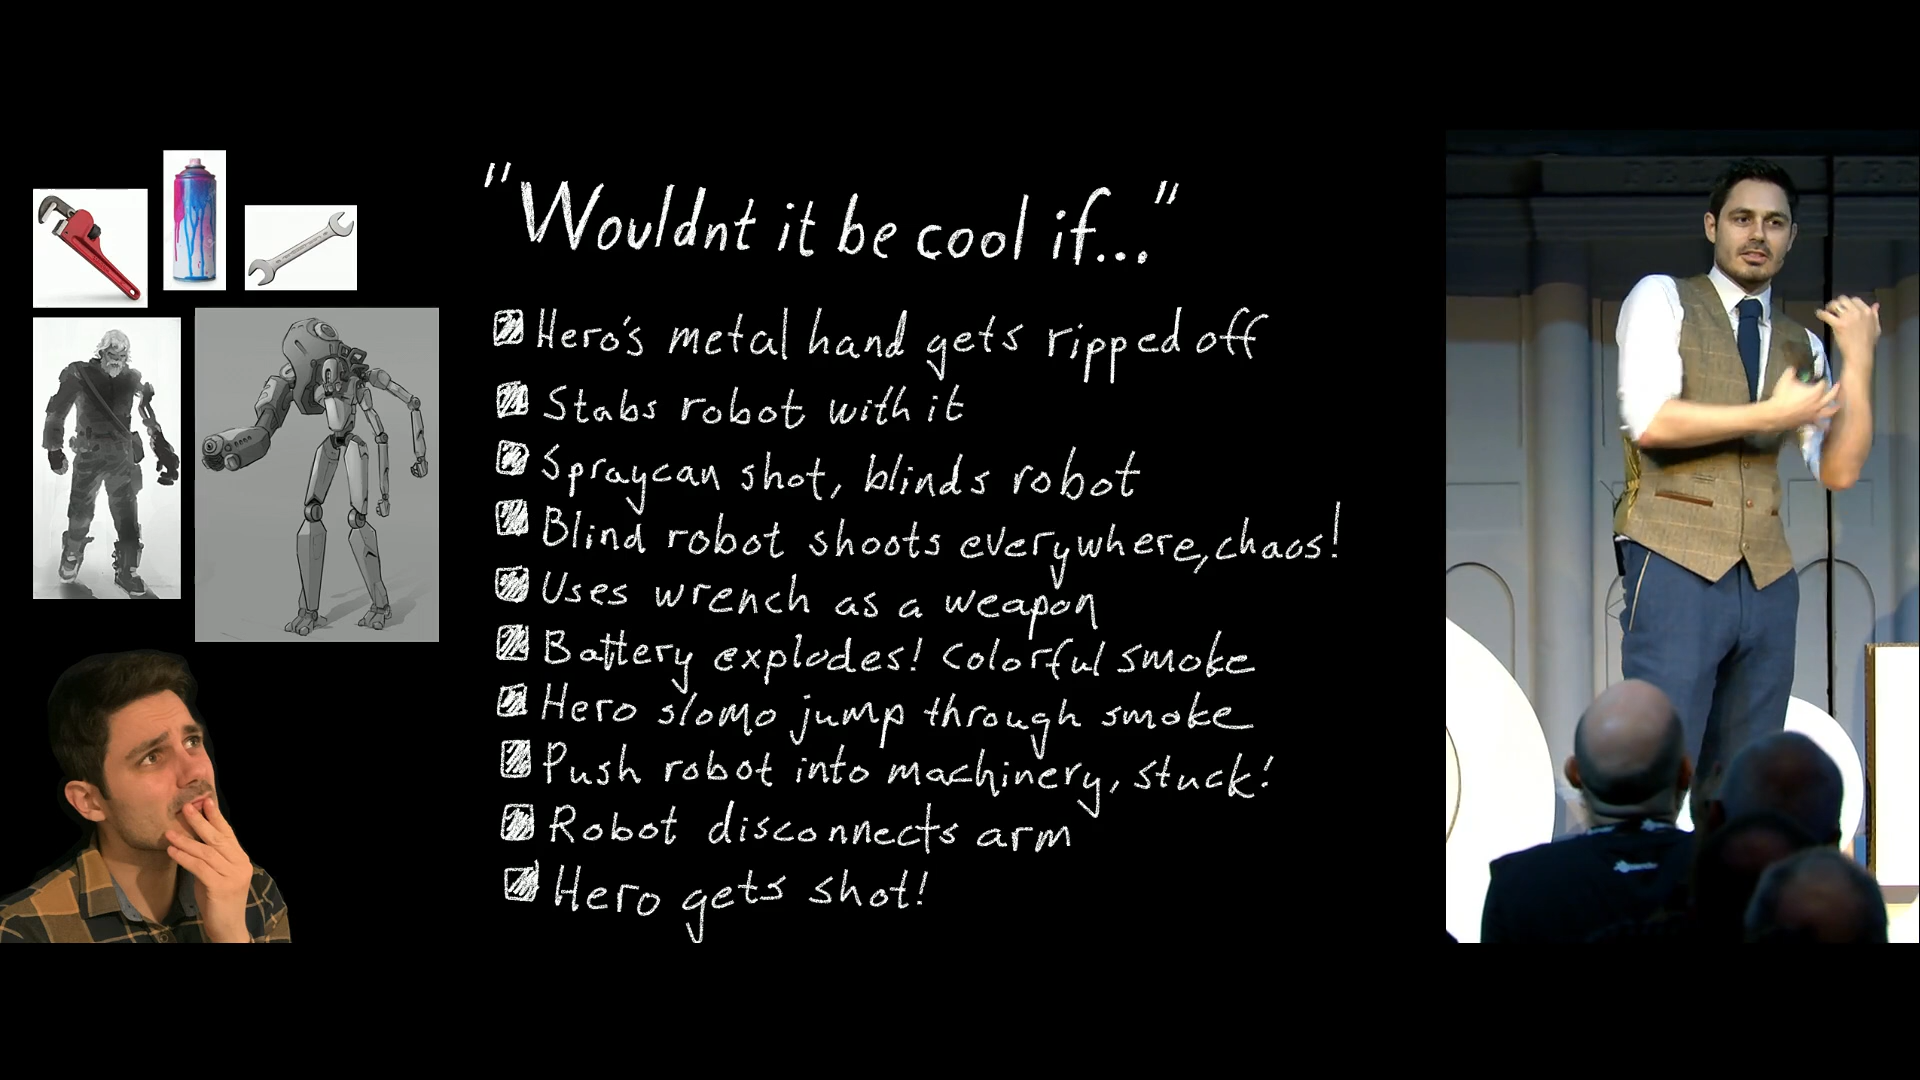 "Wouldnt it be cool if..."
Hero's metal hand gets ripped off
Stabs robot with it
Spraycan shot, blinds robot
Blind robot shoots everywhere, chaos!
Uses wrench as a weapon
Battery explodes! Colorful smoke
Hero slomo jump through smoke
Push robot into machinery, stuck!
Robot disconnects arm
Hero gets shot!